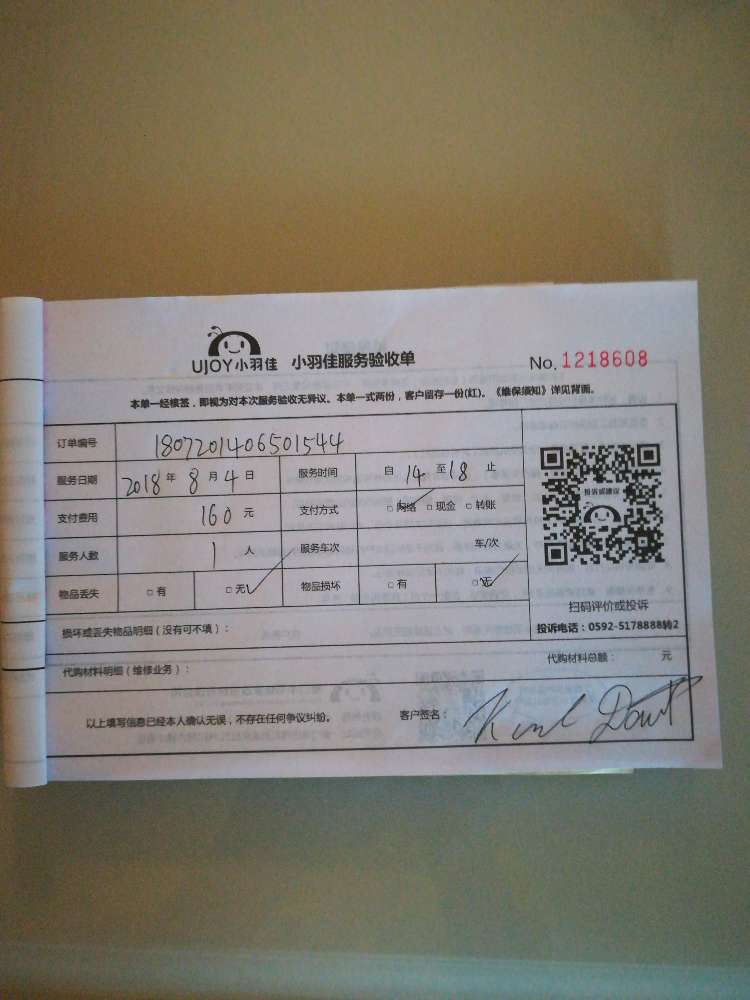 UJOY小羽佳 小羽佳服务验收单 No. 1218608
本单一经核签，即视为对本次服务验收无异议。本单一式两份，客户留存一份(红)。《维保须知》详见背面。
订单编号 1807201406501544
服务日期 2018 年 8 月 4 日 服务时间 自 14 至 18 止
投诉或建议
支付费用 160 元 支付方式 □ 网络 □ 现金 □ 转账
服务人数 1 人 服务车次 车/次
物品丢失 □ 有 □ 无 物品损坏 □ 有 □ 无
扫码评价或投诉
投诉电话：0592-5178888转2
损坏或丢失物品明细（没有可不填）：
代购材料明细（维修业务）： 代购材料总额： 元
以上填写信息已经本人确认无误，不存在任何争议纠纷。 客户签名：